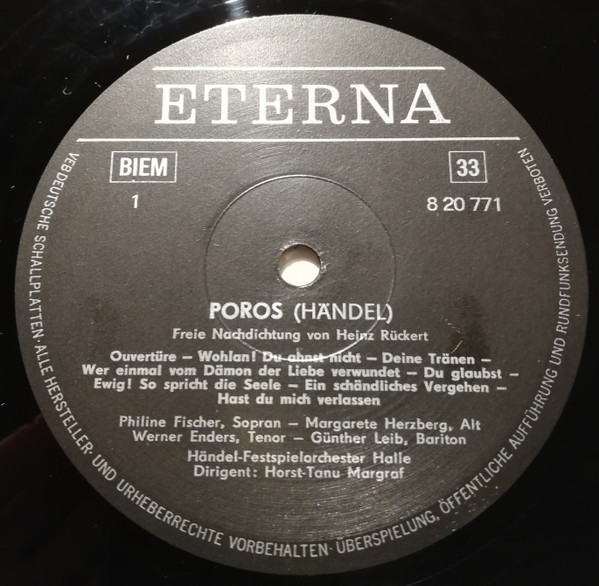 ETERNA
BIEM
33
1
8 20 771
POROS (HÄNDEL)
Freie Nachdichtung von Heinz Rückert
Ouvertüre – Wohlan! Du ahnst nicht – Deine Tränen –
Wer einmal vom Dämon der Liebe verwundet – Du glaubst –
Ewig! So spricht die Seele – Ein schändliches Vergehen –
Hast du mich verlassen
Philine Fischer, Sopran – Margarete Herzberg, Alt
Werner Enders, Tenor – Günther Leib, Bariton
Händel-Festspielorchester Halle
Dirigent: Horst-Tanu Margraf
VEB DEUTSCHE SCHALLPLATTEN · ALLE HERSTELLER- UND URHEBERRECHTE VORBEHALTEN · ÜBERSPIELUNG, ÖFFENTLICHE AUFFÜHRUNG UND RUNDFUNKSENDUNG VERBOTEN